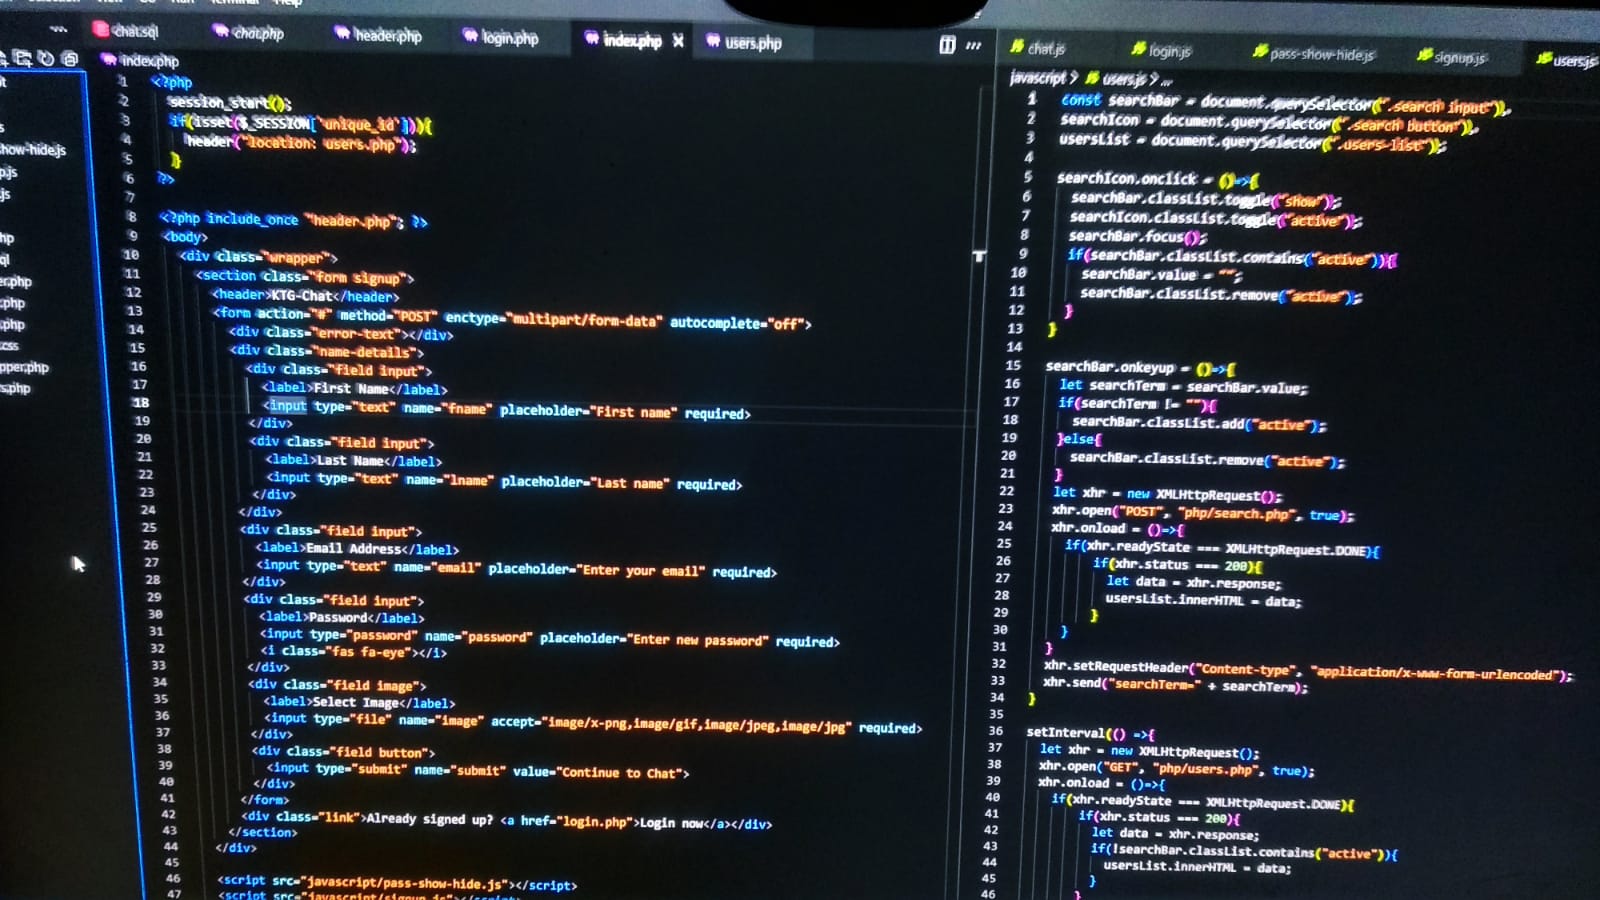 chat.sql
chat.php
header.php
login.php
index.php
users.php
how-hide.js
index.php
1 <?php
2 session_start();
3 if(isset($_SESSION['unique_id'])){
4 header("location: users.php");
5 }
6 ?>
7
8 <?php include_once "header.php"; ?>
9 <body>
10 <div class="wrapper">
11 <section class="form signup">
12 <header>KTG-Chat</header>
13 <form action="#" method="POST" enctype="multipart/form-data" autocomplete="off">
14 <div class="error-text"></div>
15 <div class="name-details">
16 <div class="field input">
17 <label>First Name</label>
18 <input type="text" name="fname" placeholder="First name" required>
19 </div>
20 <div class="field input">
21 <label>Last Name</label>
22 <input type="text" name="lname" placeholder="Last name" required>
23 </div>
24 </div>
25 <div class="field input">
26 <label>Email Address</label>
27 <input type="text" name="email" placeholder="Enter your email" required>
28 </div>
29 <div class="field input">
30 <label>Password</label>
31 <input type="password" name="password" placeholder="Enter new password" required>
32 <i class="fas fa-eye"></i>
33 </div>
34 <div class="field image">
35 <label>Select Image</label>
36 <input type="file" name="image" accept="image/x-png,image/gif,image/jpeg,image/jpg" required>
37 </div>
38 <div class="field button">
39 <input type="submit" name="submit" value="Continue to Chat">
40 </div>
41 </form>
42 <div class="link">Already signed up? <a href="login.php">Login now</a></div>
43 </section>
44 </div>
45
46 <script src="javascript/pass-show-hide.js"></script>
47 <script src="javascript/signup.js"></script>
chat.js
login.js
pass-show-hide.js
signup.js
users.js
javascript > users.js > ...
1 const searchBar = document.querySelector(".search input"),
2 searchIcon = document.querySelector(".search button"),
3 usersList = document.querySelector(".users-list");
4
5 searchIcon.onclick = ()=>{
6 searchBar.classList.toggle("show");
7 searchIcon.classList.toggle("active");
8 searchBar.focus();
9 if(searchBar.classList.contains("active")){
10 searchBar.value = "";
11 searchBar.classList.remove("active");
12 }
13 }
14
15 searchBar.onkeyup = ()=>{
16 let searchTerm = searchBar.value;
17 if(searchTerm != ""){
18 searchBar.classList.add("active");
19 }else{
20 searchBar.classList.remove("active");
21 }
22 let xhr = new XMLHttpRequest();
23 xhr.open("POST", "php/search.php", true);
24 xhr.onload = ()=>{
25 if(xhr.readyState === XMLHttpRequest.DONE){
26 if(xhr.status === 200){
27 let data = xhr.response;
28 usersList.innerHTML = data;
29 }
30 }
31 }
32 xhr.setRequestHeader("Content-type", "application/x-www-form-urlencoded");
33 xhr.send("searchTerm=" + searchTerm);
34 }
35
36 setInterval(() =>{
37 let xhr = new XMLHttpRequest();
38 xhr.open("GET", "php/users.php", true);
39 xhr.onload = ()=>{
40 if(xhr.readyState === XMLHttpRequest.DONE){
41 if(xhr.status === 200){
42 let data = xhr.response;
43 if(!searchBar.classList.contains("active")){
44 usersList.innerHTML = data;
45 }
46 }